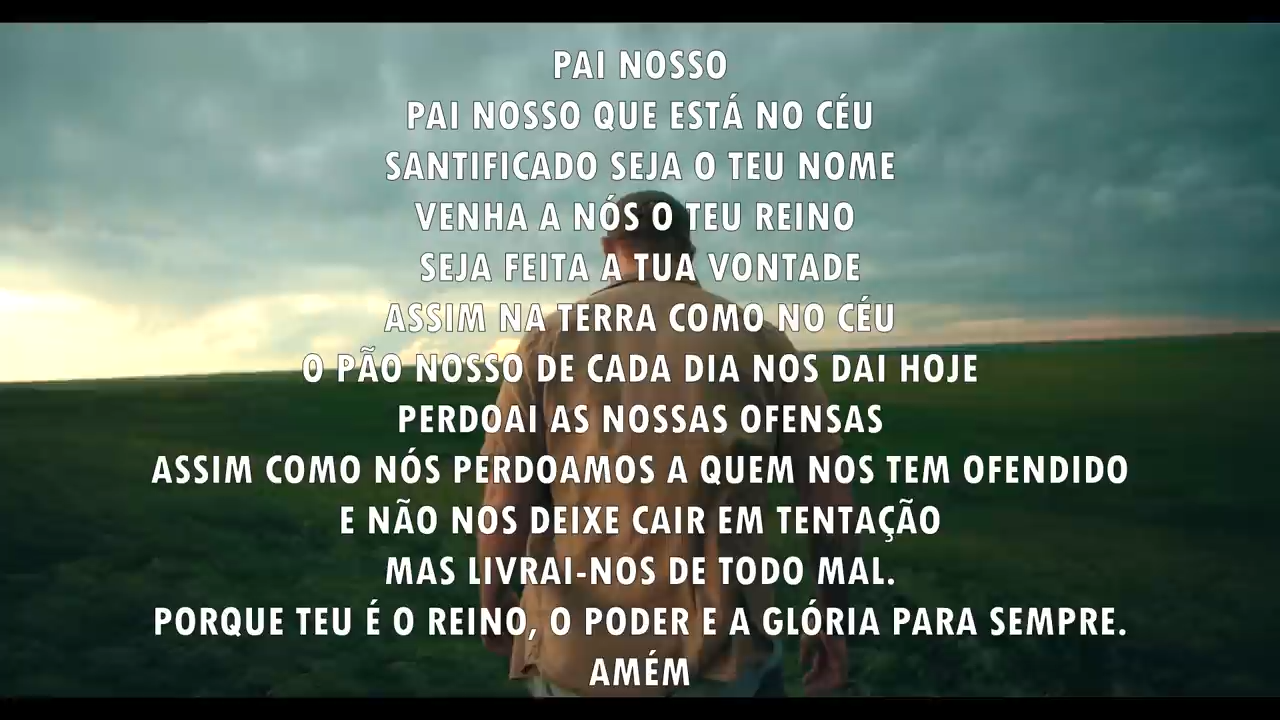 PAI NOSSO
PAI NOSSO QUE ESTÁ NO CÉU
SANTIFICADO SEJA O TEU NOME
VENHA A NÓS O TEU REINO
SEJA FEITA A TUA VONTADE
ASSIM NA TERRA COMO NO CÉU
O PÃO NOSSO DE CADA DIA NOS DAI HOJE
PERDOAI AS NOSSAS OFENSAS
ASSIM COMO NÓS PERDOAMOS A QUEM NOS TEM OFENDIDO
E NÃO NOS DEIXE CAIR EM TENTAÇÃO
MAS LIVRAI-NOS DE TODO MAL.
PORQUE TEU É O REINO, O PODER E A GLÓRIA PARA SEMPRE.
AMÉM